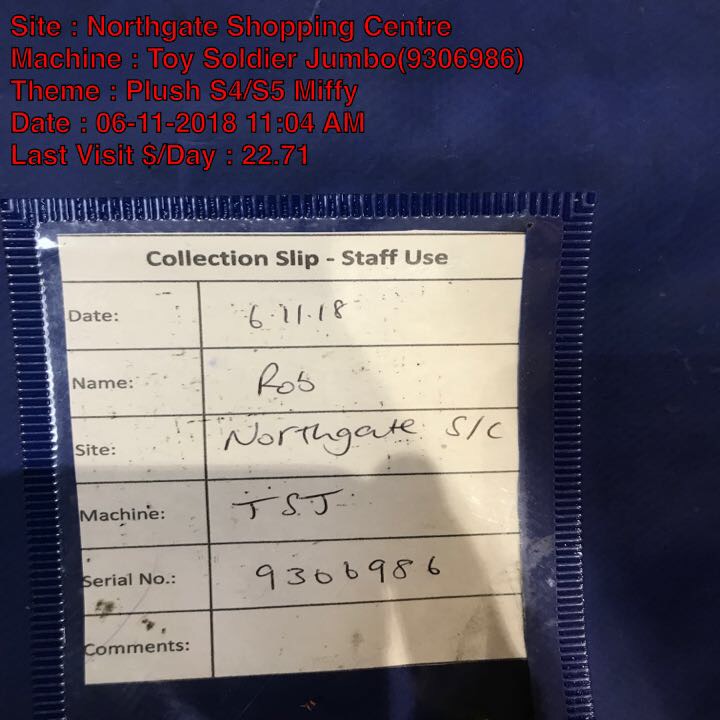 Site : Northgate Shopping Centre
Machine : Toy Soldier Jumbo(9306986)
Theme : Plush S4/S5 Miffy
Date : 06-11-2018 11:04 AM
Last Visit $/Day : 22.71
Collection Slip - Staff Use
Date: 6.11.18
Name: Rob
Site: Northgate S/C
Machine: TSJ
Serial No.: 9306986
Comments: